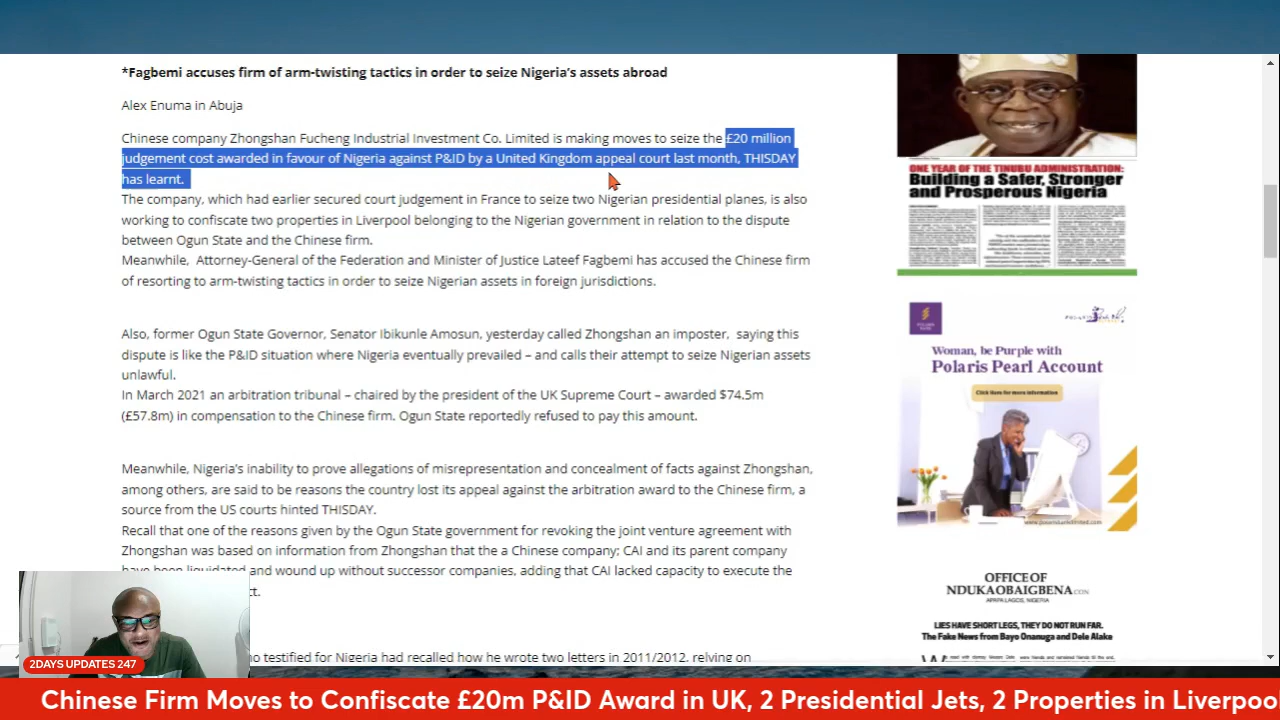 *Fagbemi accuses firm of arm-twisting tactics in order to seize Nigeria's assets abroad
Alex Enuma in Abuja
Chinese company Zhongshan Fucheng Industrial Investment Co. Limited is making moves to seize the £20 million
judgement cost awarded in favour of Nigeria against P&ID by a United Kingdom appeal court last month, THISDAY
has learnt.
The company, which had earlier secured court judgement in France to seize two Nigerian presidential planes, is also
working to confiscate two properties in Liverpool belonging to the Nigerian government in relation to the dispute
between Ogun State and the Chinese firm.
Meanwhile, Attorney-General of the Federation and Minister of Justice Lateef Fagbemi has accused the Chinese firm
of resorting to arm-twisting tactics in order to seize Nigerian assets in foreign jurisdictions.
Also, former Ogun State Governor, Senator Ibikunle Amosun, yesterday called Zhongshan an imposter, saying this
dispute is like the P&ID situation where Nigeria eventually prevailed – and calls their attempt to seize Nigerian assets
unlawful.
In March 2021 an arbitration tribunal – chaired by the president of the UK Supreme Court – awarded $74.5m
(£57.8m) in compensation to the Chinese firm. Ogun State reportedly refused to pay this amount.
Meanwhile, Nigeria's inability to prove allegations of misrepresentation and concealment of facts against Zhongshan,
among others, are said to be reasons the country lost its appeal against the arbitration award to the Chinese firm, a
source from the US courts hinted THISDAY.
Recall that one of the reasons given by the Ogun State government for revoking the joint venture agreement with
Zhongshan was based on information from Zhongshan that the a Chinese company; CAI and its parent company
have been liquidated and wound up without successor companies, adding that CAI lacked capacity to execute the
ct.
ho testified for Nigeria had recalled how he wrote two letters in 2011/2012, relying on
ONE YEAR OF THE TINUBU ADMINISTRATION:
Building a Safer, Stronger
and Prosperous Nigeria
Woman, be Purple with
Polaris Pearl Account
Click Here for more information
www.polarisbanklimited.com
OFFICE OF
NDUKAOBAIGBENA.CON
APAPA LAGOS, NIGERIA
LIES HAVE SHORT LEGS, THEY DO NOT RUN FAR.
The Fake News from Bayo Onanuga and Dele Alake
2DAYS UPDATES 247
Chinese Firm Moves to Confiscate £20m P&ID Award in UK, 2 Presidential Jets, 2 Properties in Liverpoo